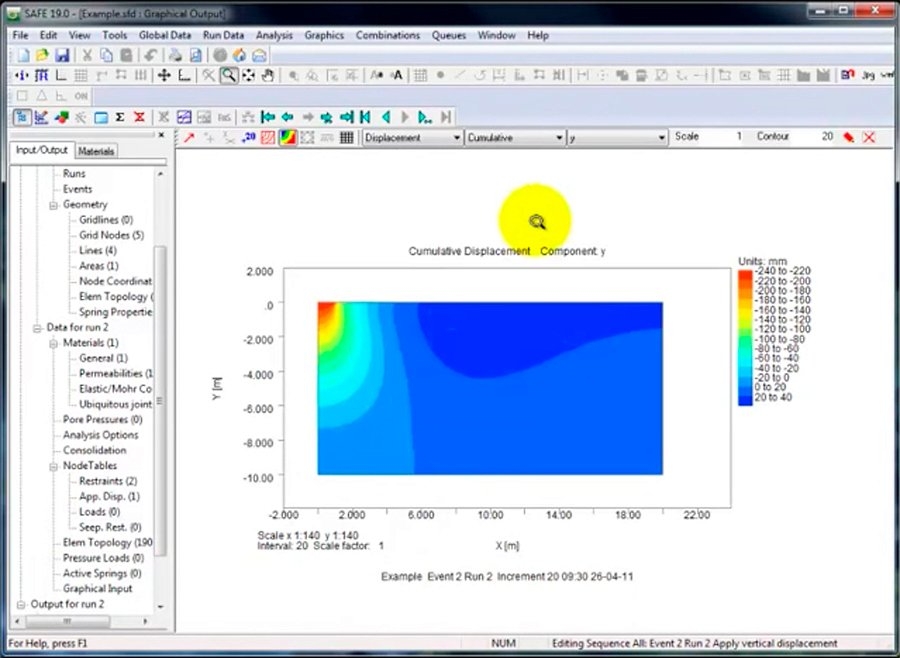 SAFE 19.0 - [Example.sfd : Graphical Output]
File Edit View Tools Global Data Run Data Analysis Graphics Combinations Queues Window Help
Displacement Cumulative y Scale 1 Contour 20
Input/Output Materials
Runs
Events
Geometry
Gridlines (0)
Grid Nodes (5)
Lines (4)
Areas (1)
Node Coordinat
Elem Topology (
Spring Propertie
Data for run 2
Materials (1)
General (1)
Permeabilities (1
Elastic/Mohr Co
Ubiquitous joint
Pore Pressures (0)
Analysis Options
Consolidation
NodeTables
Restraints (2)
App. Disp. (1)
Loads (0)
Seep. Rest. (0)
Elem Topology (190
Pressure Loads (0)
Active Springs (0)
Graphical Input
Output for run 2
Cumulative Displacement Component: y
2.000
.0
-2.000
-4.000
-6.000
-8.000
-10.00
Y [m]
-2.000 2.000 6.000 10.00 14.00 18.00 22.00
X [m]
Scale x 1:140 y 1:140
Interval: 20 Scale factor: 1
Example Event 2 Run 2 Increment 20 09:30 26-04-11
Units: mm
-240 to -220
-220 to -200
-200 to -180
-180 to -160
-160 to -140
-140 to -120
-120 to -100
-100 to -80
-80 to -60
-60 to -40
-40 to -20
-20 to 0
0 to 20
20 to 40
For Help, press F1
NUM
Editing Sequence All: Event 2 Run 2 Apply vertical displacement